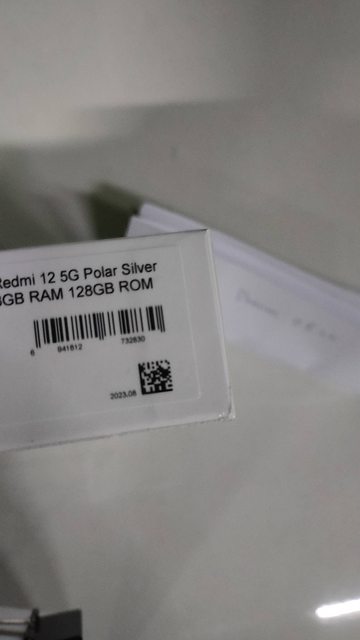 Redmi 12 5G Polar Silver
GB RAM 128GB ROM
6 941812 732830
2023.08